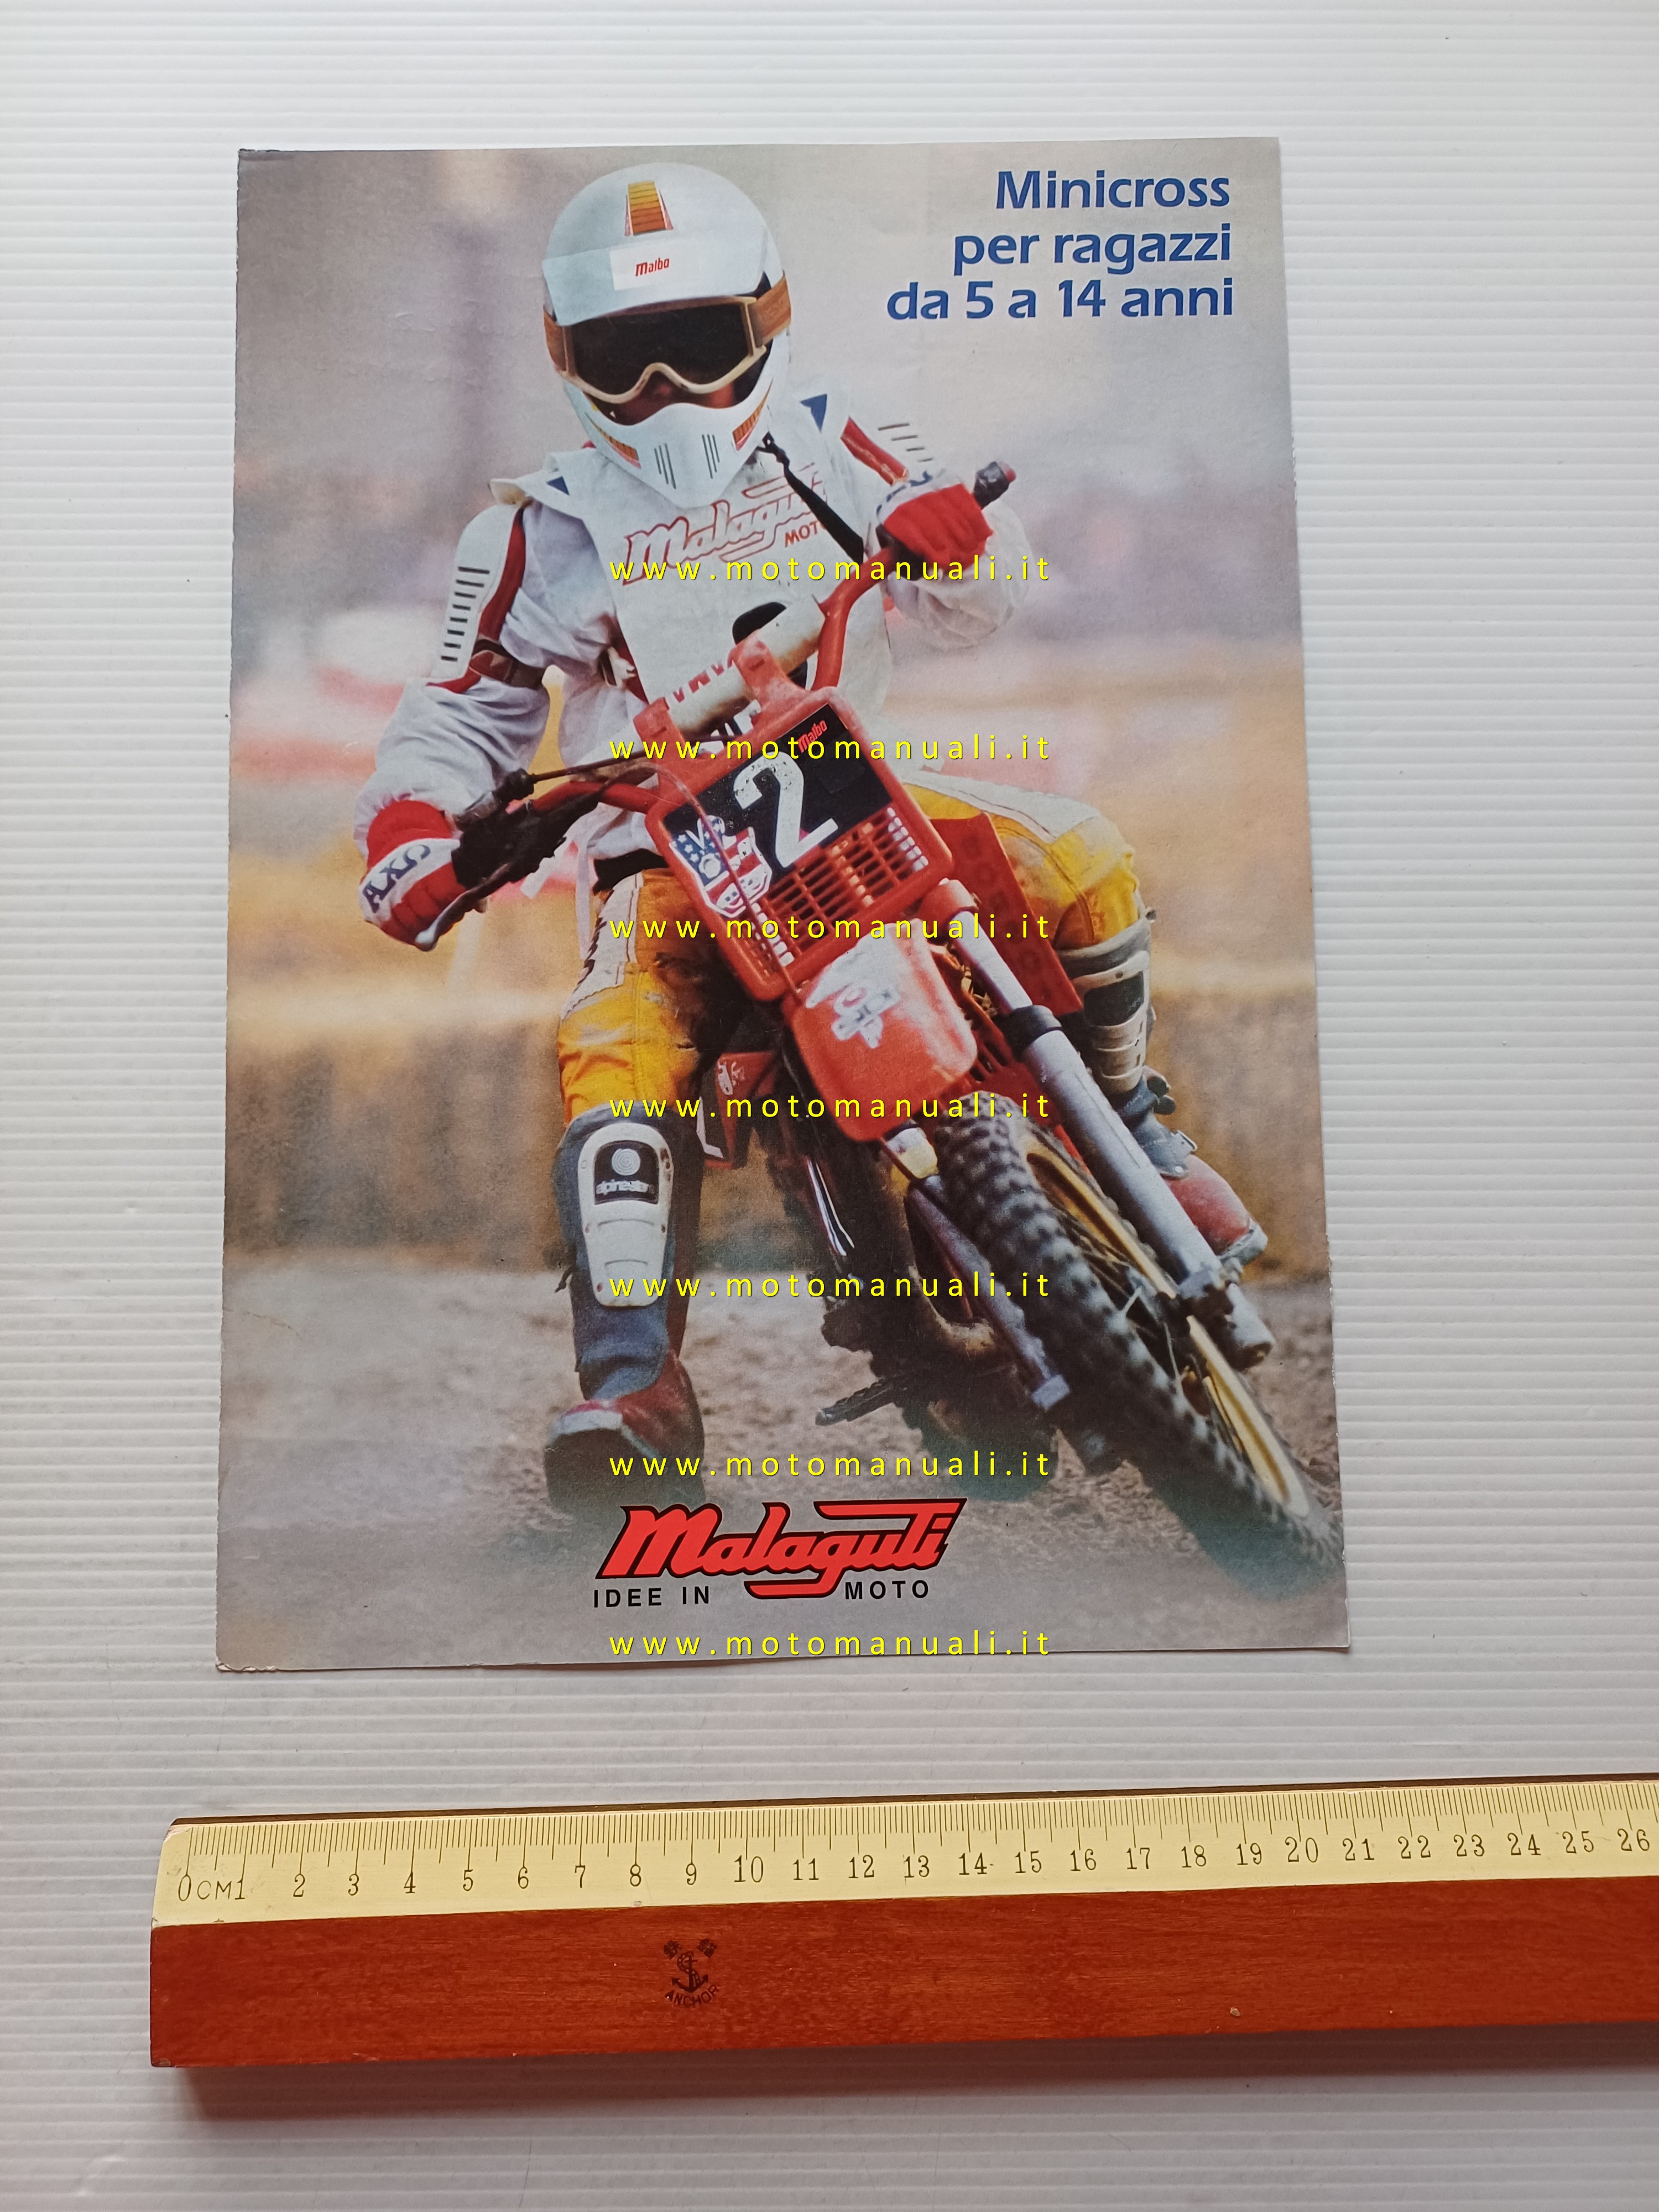 Minicross
per ragazzi
da 5 a 14 anni
Malbo
Malaguti
MOTO
www.motomanuali.it
www.motomanuali.it
Malbo
2
AXO
www.motomanuali.it
www.motomanuali.it
alpinestars
www.motomanuali.it
www.motomanuali.it
Malaguti
IDEE IN MOTO
www.motomanuali.it
0 CM 1 2 3 4 5 6 7 8 9 10 11 12 13 14 15 16 17 18 19 20 21 22 23 24 25 26
ANCHOR